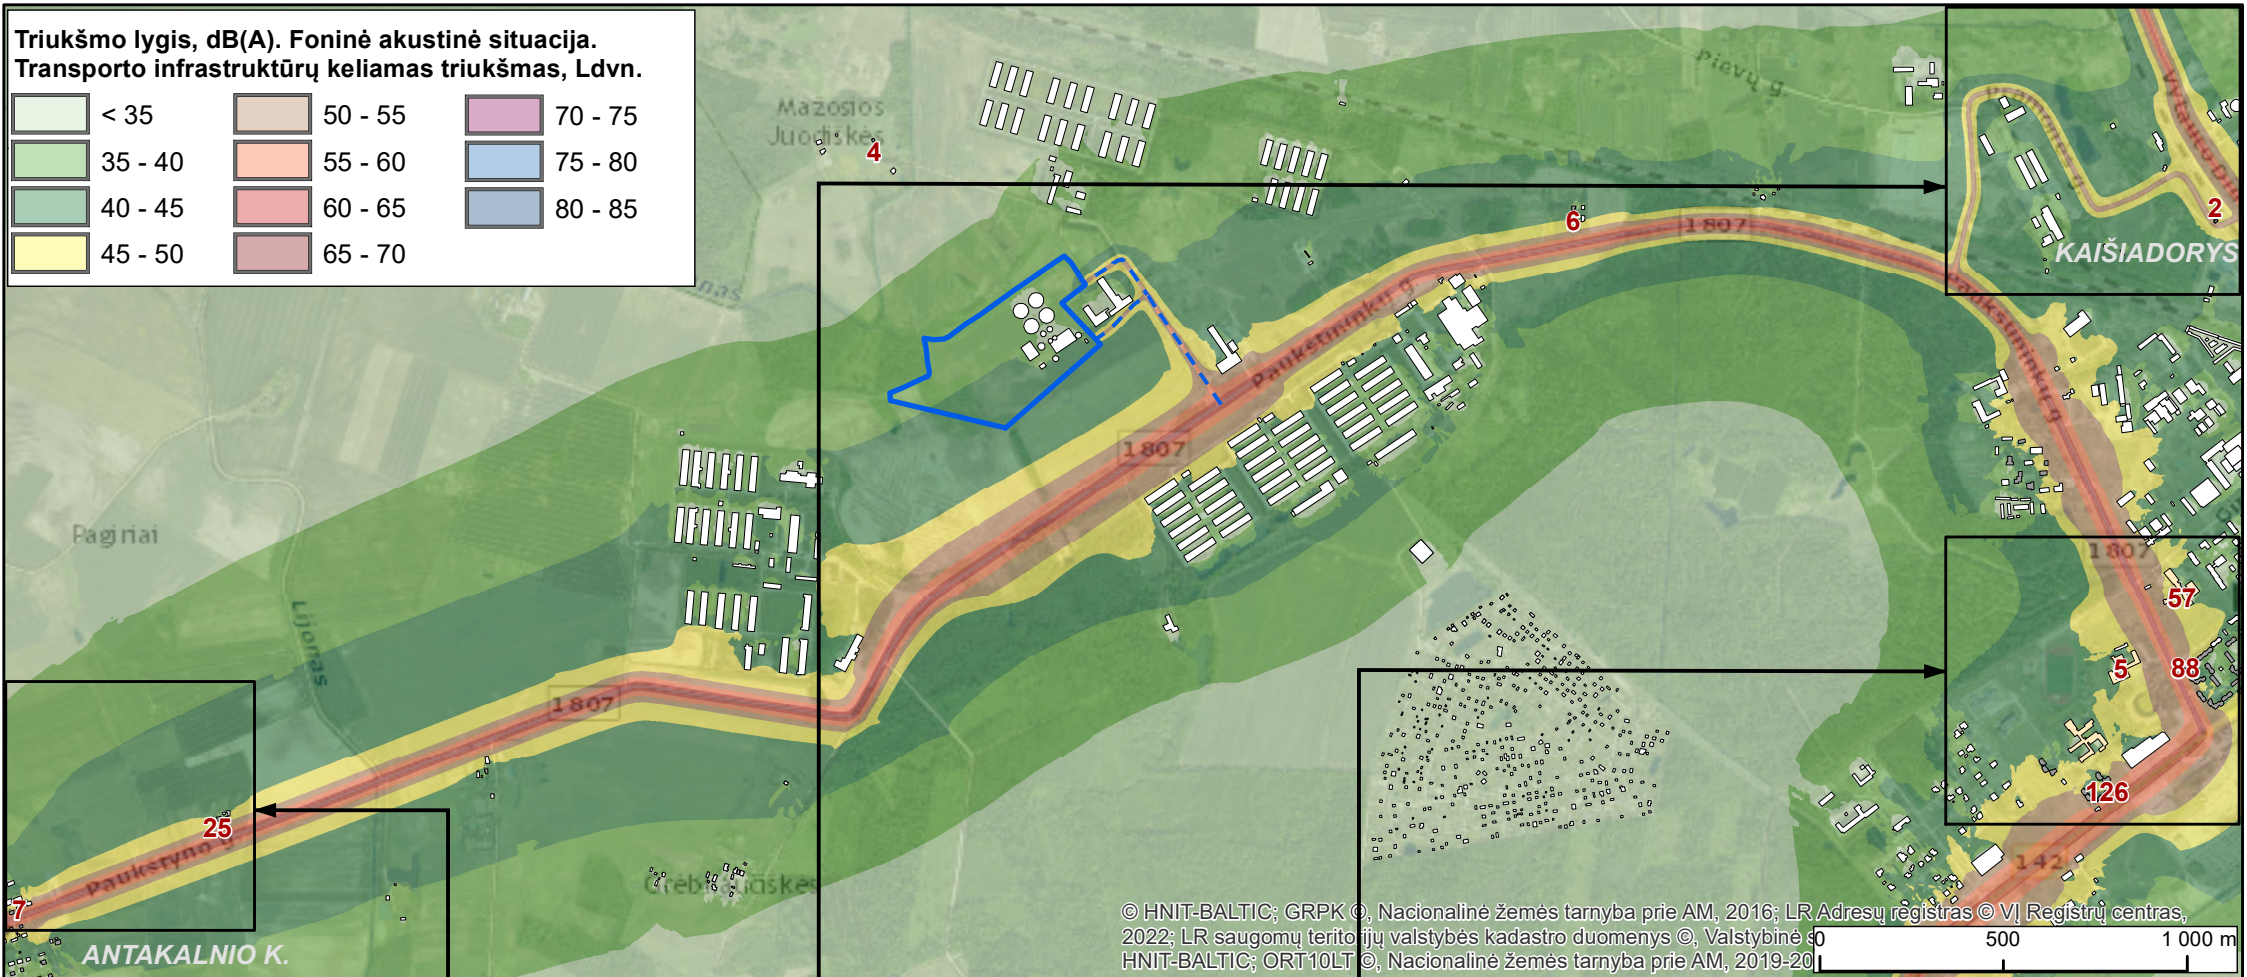 Triukšmo lygis, dB(A). Foninė akustinė situacija.
Transporto infrastruktūrų keliamas triukšmas, Ldvn.
< 35
50 - 55
70 - 75
35 - 40
55 - 60
75 - 80
40 - 45
60 - 65
80 - 85
45 - 50
65 - 70
Mažosios
Juodiškės
4
Pievų g
Vytauto
Pramonės g
2
KAIŠIADORYS
6
1807
Paukštininkų g
Paukštininkų g
1807
1807
57
5
88
126
142
Paginiai
Lijonas
1807
25
Paukštyno g
7
ANTAKALNIO K.
© HNIT-BALTIC; GRPK ©, Nacionalinė žemės tarnyba prie AM, 2016; LR Adresų registras © VĮ Registrų centras,
2022; LR saugomų teritorijų valstybės kadastro duomenys ©, Valstybinė s
HNIT-BALTIC; ORT10LT ©, Nacionalinė žemės tarnyba prie AM, 2019-20
0 500 1 000 m